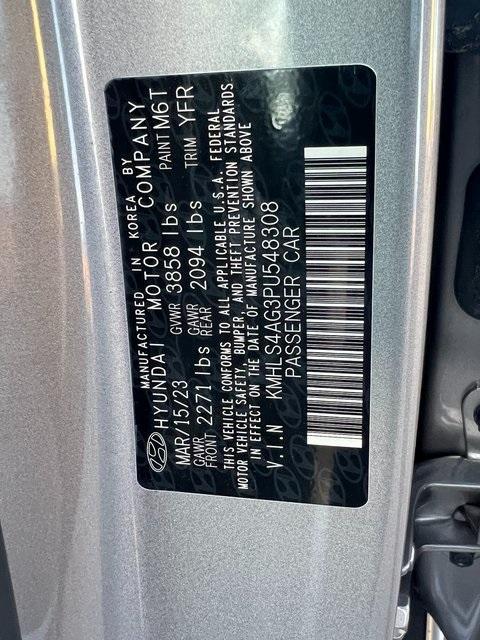 MANUFACTURED IN KOREA BY
HYUNDAI MOTOR COMPANY
MAR/15/23 GVWR 3858 lbs PAINT M6T
GAWR FRONT 2271 lbs GAWR REAR 2094 lbs TRIM YFR
THIS VEHICLE CONFORMS TO ALL APPLICABLE U.S.A. FEDERAL
MOTOR VEHICLE SAFETY, BUMPER, AND THEFT PREVENTION STANDARDS
IN EFFECT ON THE DATE OF MANUFACTURE SHOWN ABOVE
V.I.N KMHLS4AG3PU548308
PASSENGER CAR